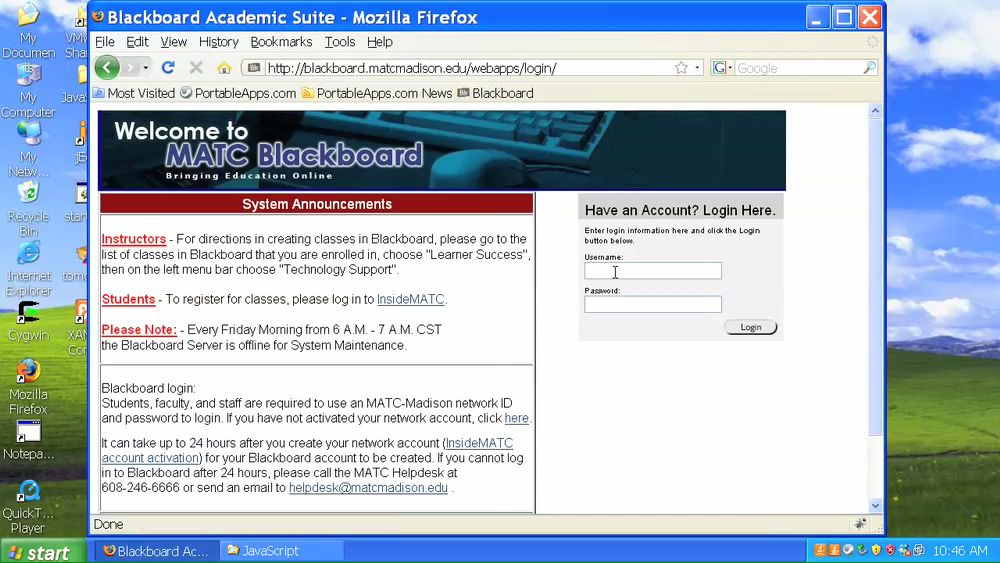 Blackboard Academic Suite - Mozilla Firefox
File Edit View History Bookmarks Tools Help
http://blackboard.matcmadison.edu/webapps/login/
Google
Most Visited PortableApps.com PortableApps.com News Blackboard
Welcome to
MATC Blackboard
Bringing Education Online
System Announcements
Instructors - For directions in creating classes in Blackboard, please go to the
list of classes in Blackboard that you are enrolled in, choose "Learner Success",
then on the left menu bar choose "Technology Support".
Students - To register for classes, please log in to InsideMATC.
Please Note: - Every Friday Morning from 6 A.M. - 7 A.M. CST
the Blackboard Server is offline for System Maintenance.
Blackboard login:
Students, faculty, and staff are required to use an MATC-Madison network ID
and password to login. If you have not activated your network account, click here.
It can take up to 24 hours after you create your network account (InsideMATC
account activation) for your Blackboard account to be created. If you cannot log
in to Blackboard after 24 hours, please call the MATC Helpdesk at
608-246-6666 or send an email to helpdesk@matcmadison.edu .
Have an Account? Login Here.
Enter login information here and click the Login
button below.
Username:
Password:
Login
Done
My
Documen
My
Computer
My
Netw...
Recycle
Bin
Internet
Explorer
Cygwin
Mozilla
Firefox
Notepa...
QuickT...
Player
start
Blackboard Ac...
JavaScript
10:46 AM